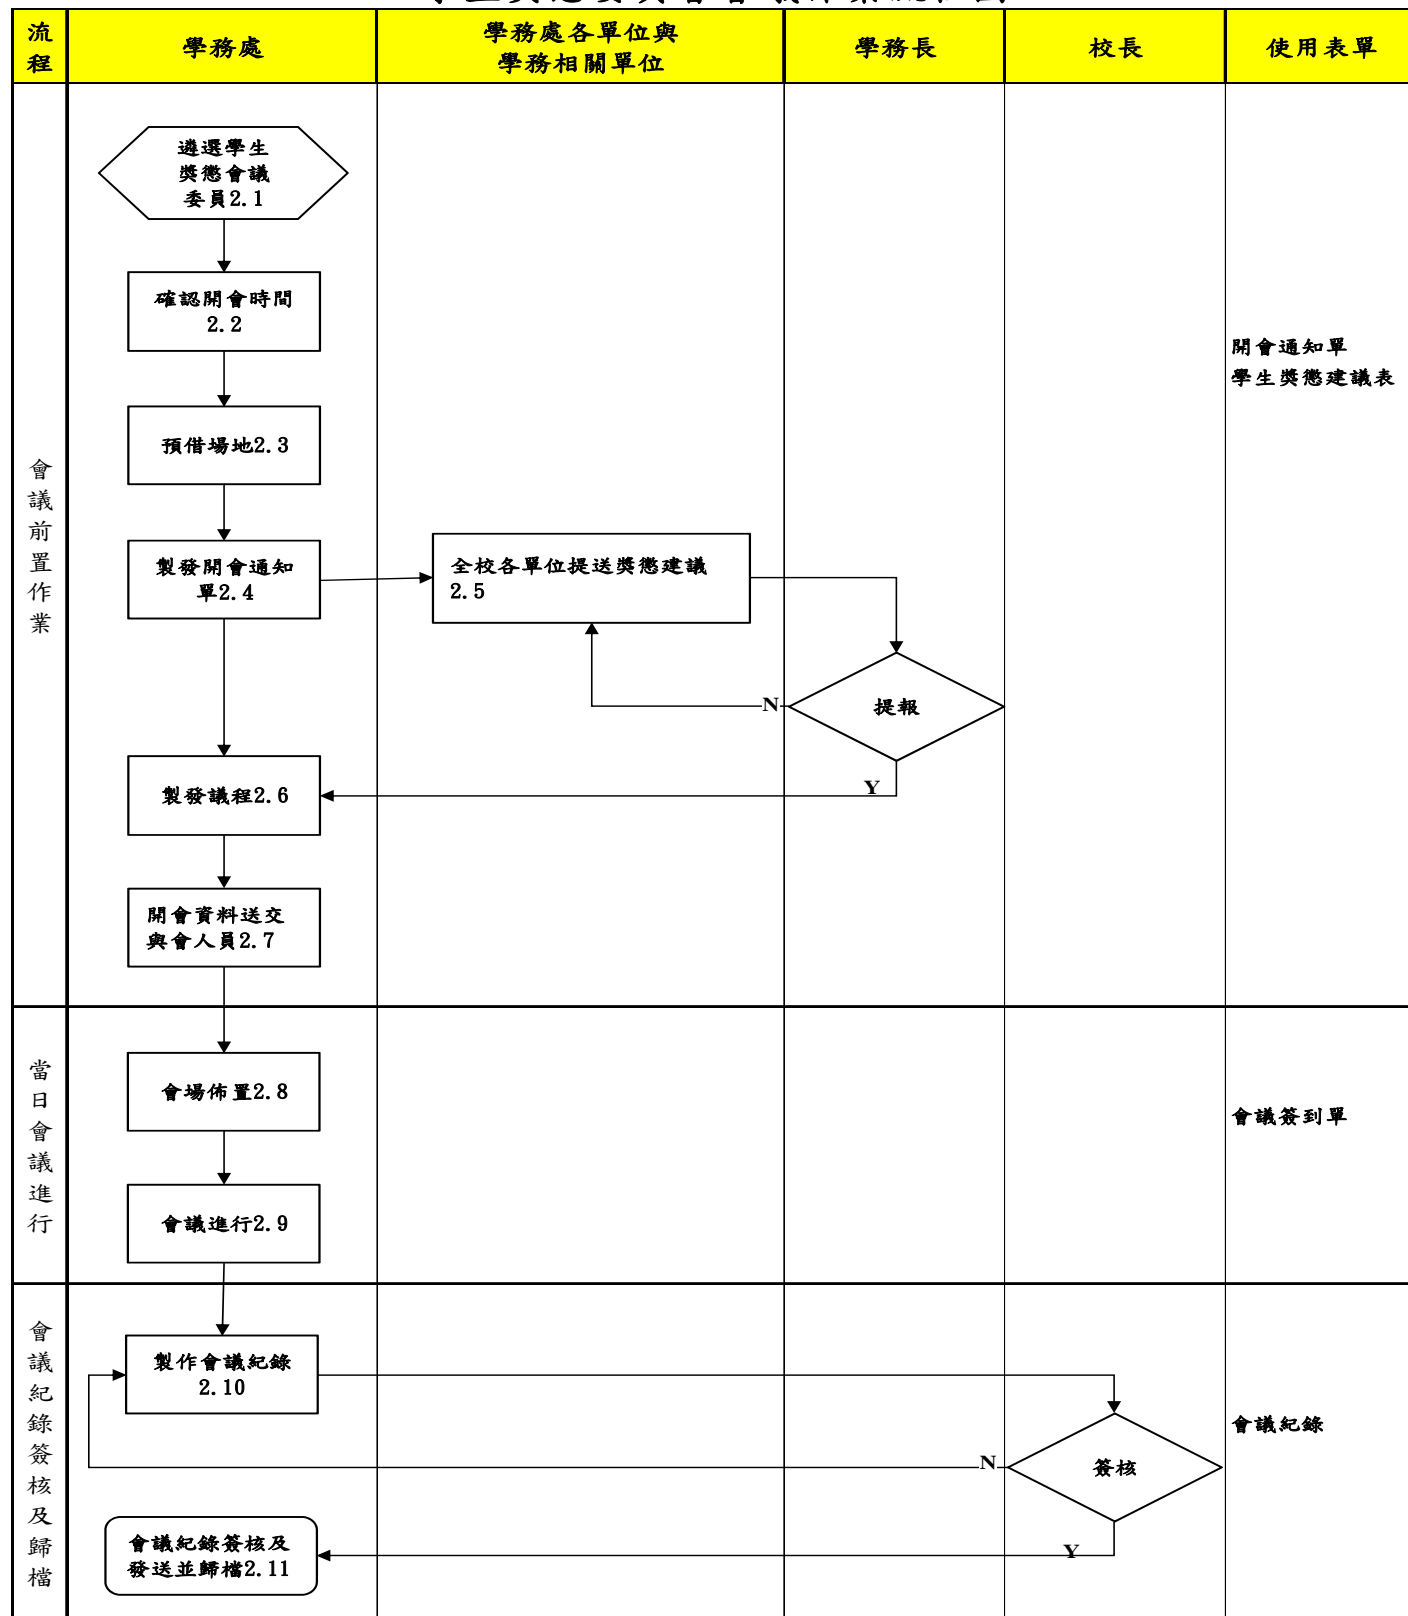 流
程
學務處
學務處各單位與
學務相關單位
學務長
校長
使用表單
遴選學生
獎懲會議
委員2.1
確認開會時間
2.2
開會通知單
學生獎懲建議表
預借場地2.3
會
議
前
置
作
業
製發開會通知
單2.4
全校各單位提送獎懲建議
2.5
N
提報
Y
製發議程2.6
開會資料送交
與會人員2.7
當
日
會
議
進
行
會場佈置2.8
會議簽到單
會議進行2.9
會
議
紀
錄
簽
核
及
歸
檔
製作會議紀錄
2.10
會議紀錄
N
簽核
Y
會議紀錄簽核及
發送並歸檔2.11